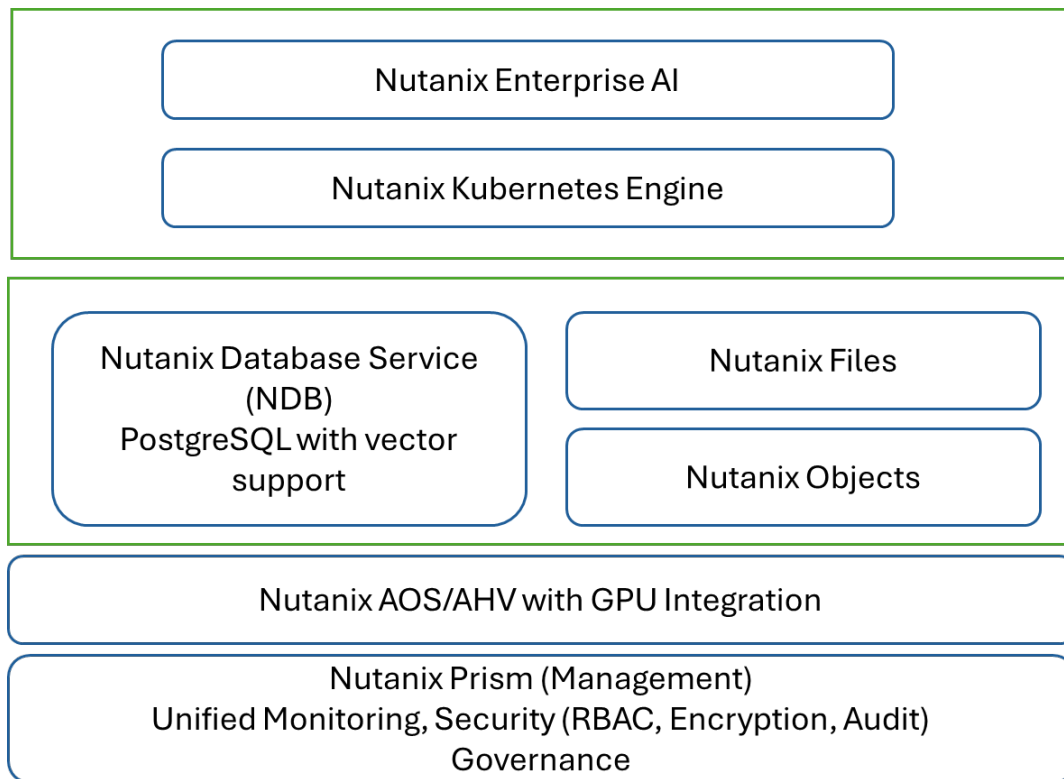 Nutanix Enterprise AI
Nutanix Kubernetes Engine
Nutanix Database Service
(NDB)
PostgreSQL with vector
support
Nutanix Files
Nutanix Objects
Nutanix AOS/AHV with GPU Integration
Nutanix Prism (Management)
Unified Monitoring, Security (RBAC, Encryption, Audit)
Governance